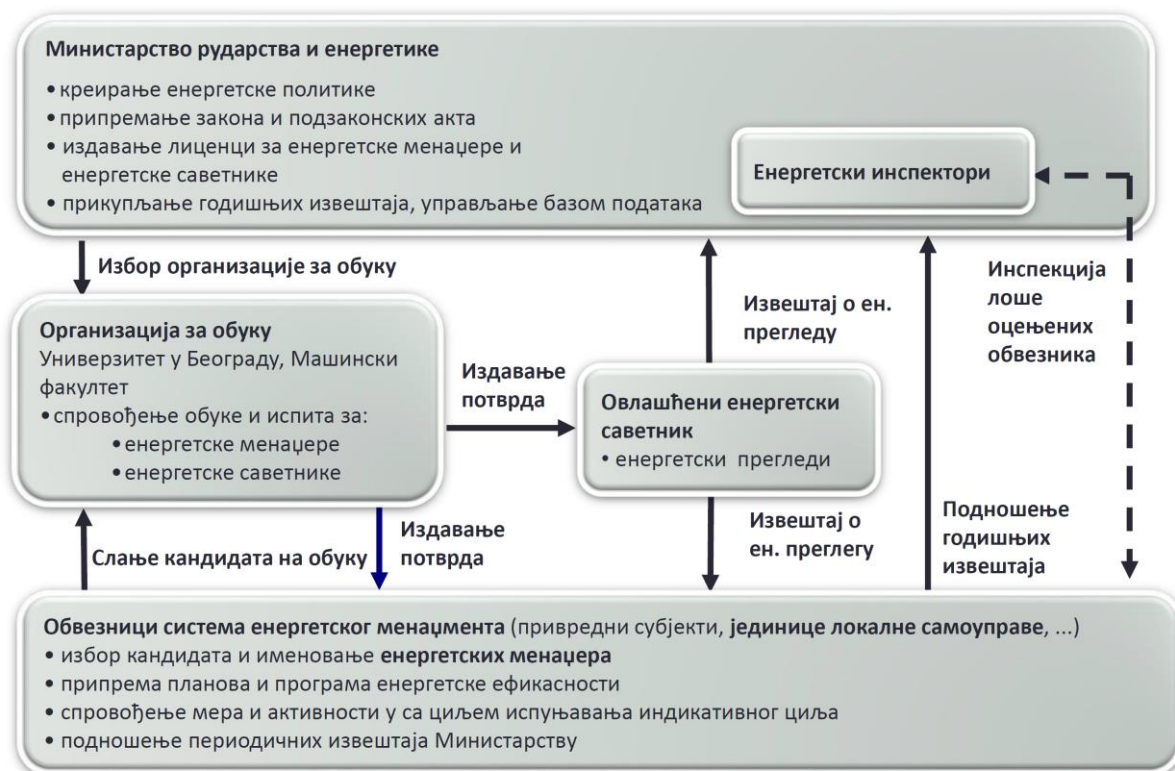 Министарство рударства и енергетике
• креирање енергетске политике
• припремање закона и подзаконских акта
• издавање лиценци за енергетске менаџере и
енергетске саветнике
• прикупљање годишњих извештаја, управљање базом података
Енергетски инспектори
Избор организације за обуку
Организација за обуку
Универзитет у Београду, Машински
факултет
• спровођење обуке и испита за:
• енергетске менаџере
• енергетске саветнике
Издавање
потврда
Извештај о ен.
прегледу
Овлашћени енергетски
саветник
• енергетски прегледи
Инспекција
лоше
оцењених
обвезника
Слање кандидата на обуку
Издавање
потврда
Извештај о
ен. преглегу
Подношење
годишњих
извештаја
Обвезници система енергетског менаџмента (привредни субјекти, јединице локалне самоуправе, ...)
• избор кандидата и именовање енергетских менаџера
• припрема планова и програма енергетске ефикасности
• спровођење мера и активности у са циљем испуњавања индикативног циља
• подношење периодичних извештаја Министарству